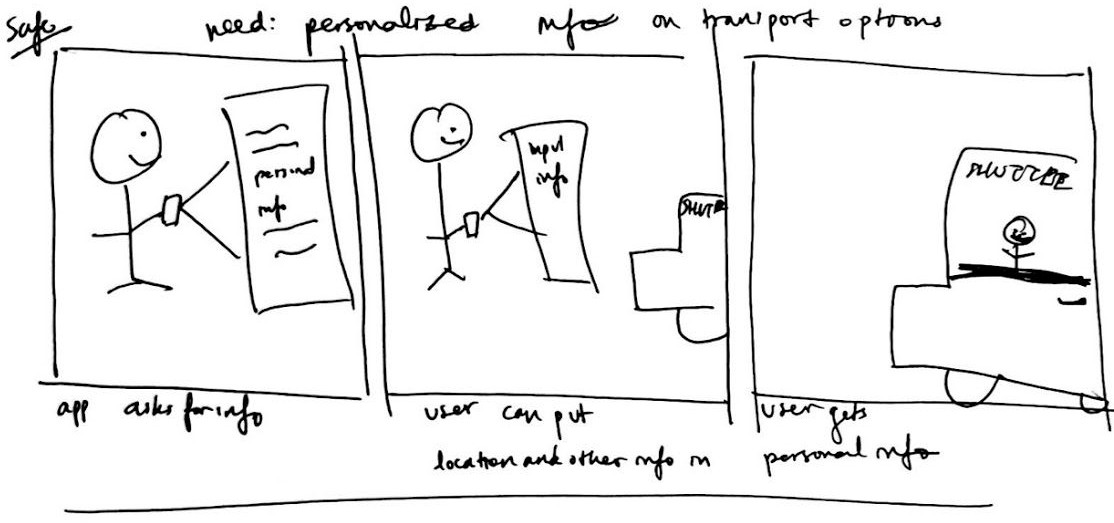 Safe
need: personalized info on transport options
personal
info
input
info
SHUT
SHUTTLE
app asks for info
user can put
location and other info in
user gets
personal info